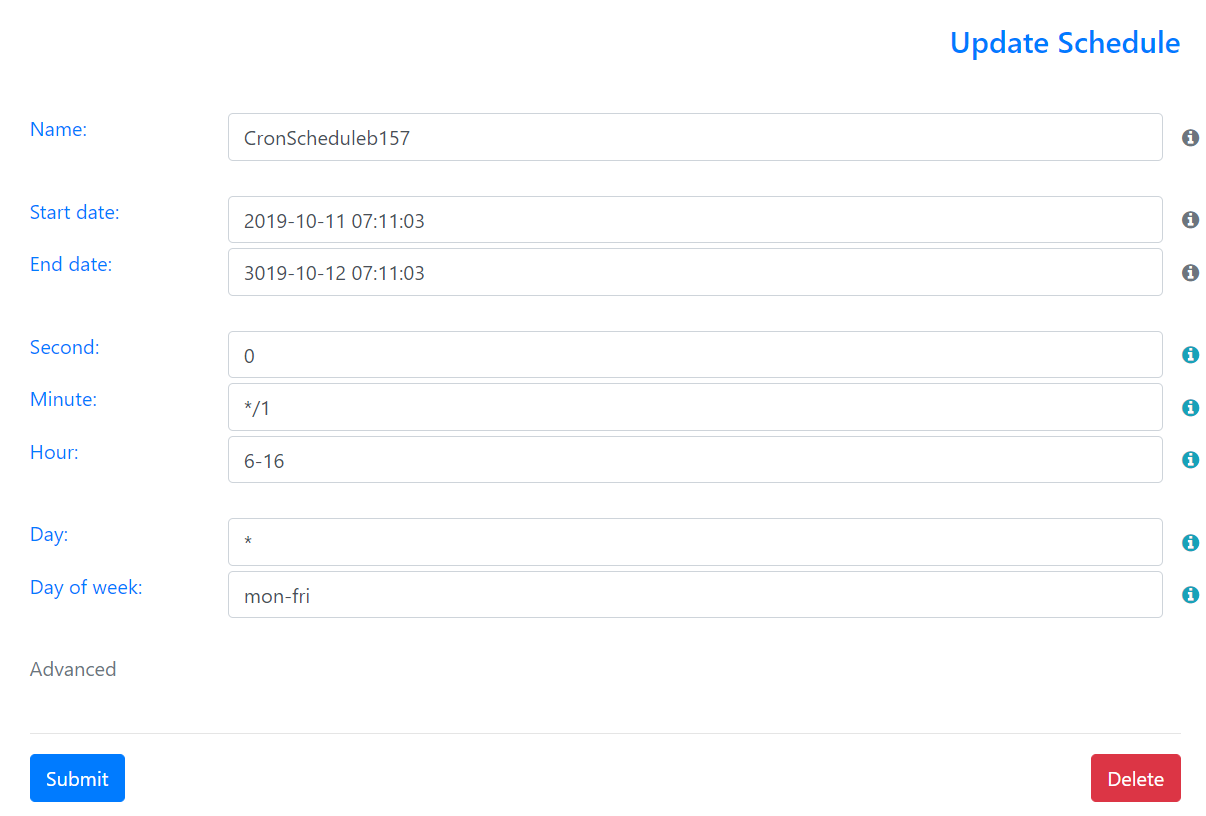 Update Schedule
Name: CronScheduleb157
Start date: 2019-10-11 07:11:03
End date: 3019-10-12 07:11:03
Second: 0
Minute: */1
Hour: 6-16
Day: *
Day of week: mon-fri
Advanced
Submit Delete